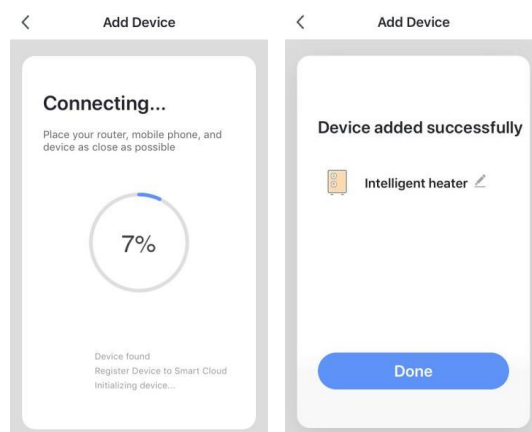 Add Device
Connecting...
Place your router, mobile phone, and
device as close as possible
7%
Device found
Register Device to Smart Cloud
Initializing device...
Add Device
Device added successfully
Intelligent heater
Done